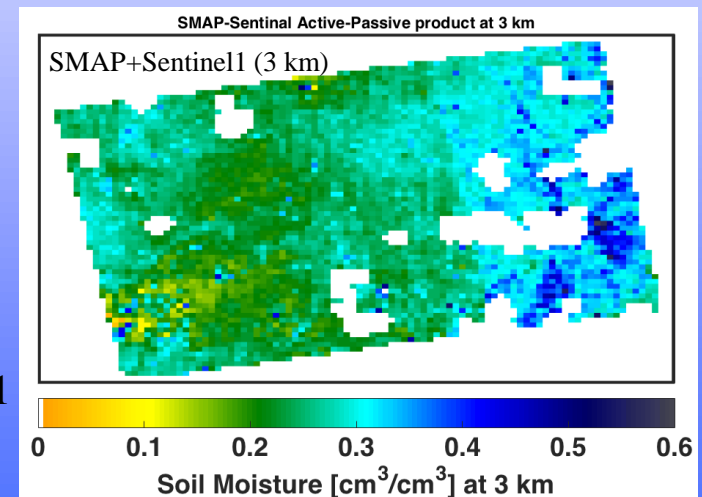 SMAP-Sentinal Active-Passive product at 3 km
SMAP+Sentinel1 (3 km)
1
0 0.1 0.2 0.3 0.4 0.5 0.6
Soil Moisture [cm³/cm³] at 3 km